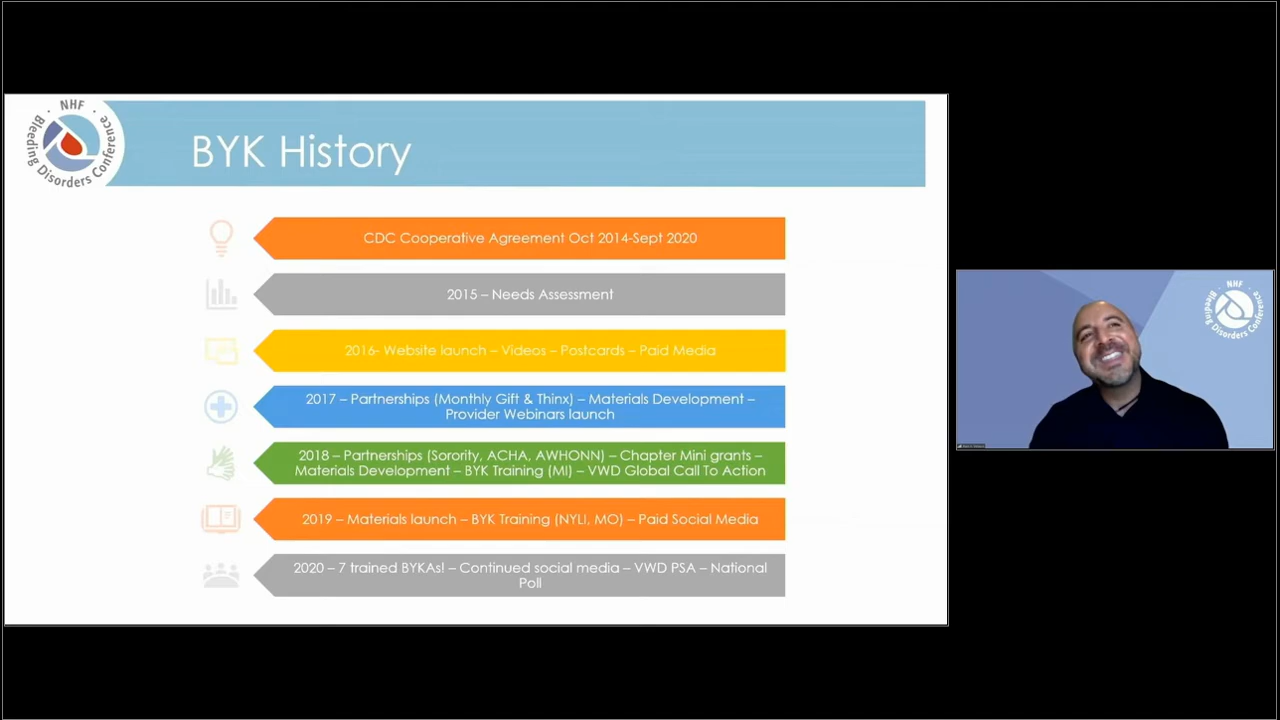 NHF
Bleeding Disorders Conference
BYK History
CDC Cooperative Agreement Oct 2014-Sept 2020
2015 – Needs Assessment
2016- Website launch – Videos – Postcards – Paid Media
2017 – Partnerships (Monthly Gift & Thinx) – Materials Development –
Provider Webinars launch
2018 – Partnerships (Sorority, ACHA, AWHONN) – Chapter Mini grants –
Materials Development – BYK Training (MI) – VWD Global Call To Action
2019 – Materials launch – BYK Training (NYLI, MO) – Paid Social Media
2020 – 7 trained BYKAs! – Continued social media – VWD PSA – National
Poll
NHF
Bleeding Disorders Conference